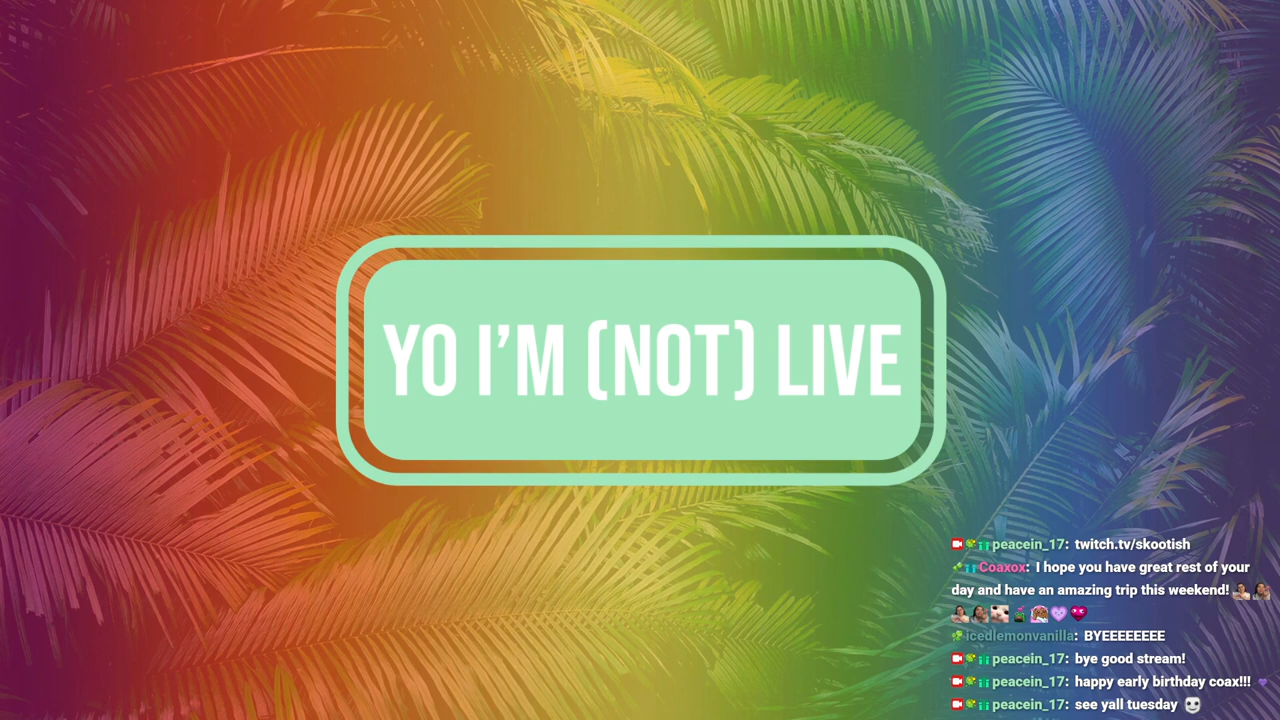 YO I'M (NOT) LIVE
peacein_17: twitch.tv/skootish
Coaxox: I hope you have great rest of your
day and have an amazing trip this weekend!
icedlemonvanilla: BYEEEEEEEE
peacein_17: bye good stream!
peacein_17: happy early birthday coax!!!
peacein_17: see yall tuesday